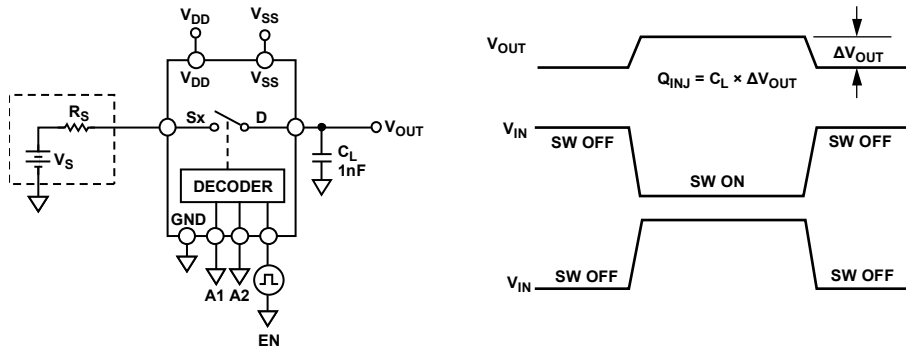 VDD
VSS
VDD
VSS
RS
Sx
D
VOUT
VS
CL
1nF
DECODER
GND
A1 A2
EN
VOUT
ΔVOUT
QINJ = CL × ΔVOUT
VIN
SW OFF
SW OFF
SW ON
VIN
SW OFF
SW OFF